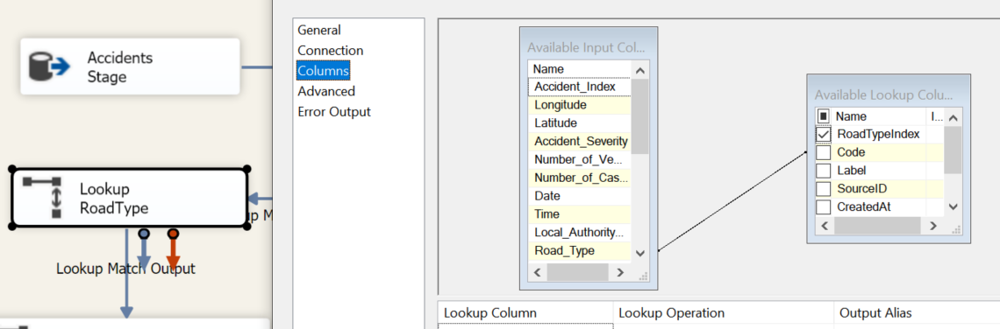 Accidents
Stage
Lookup
RoadType
up M
Lookup Match Output
General
Connection
Columns
Advanced
Error Output
Available Input Col...
Name
Accident_Index
Longitude
Latitude
Accident_Severity
Number_of_Ve...
Number_of_Cas...
Date
Time
Local_Authority...
Road_Type
Available Lookup Colu...
Name I...
RoadTypeIndex
Code
Label
SourceID
CreatedAt
Lookup Column Lookup Operation Output Alias